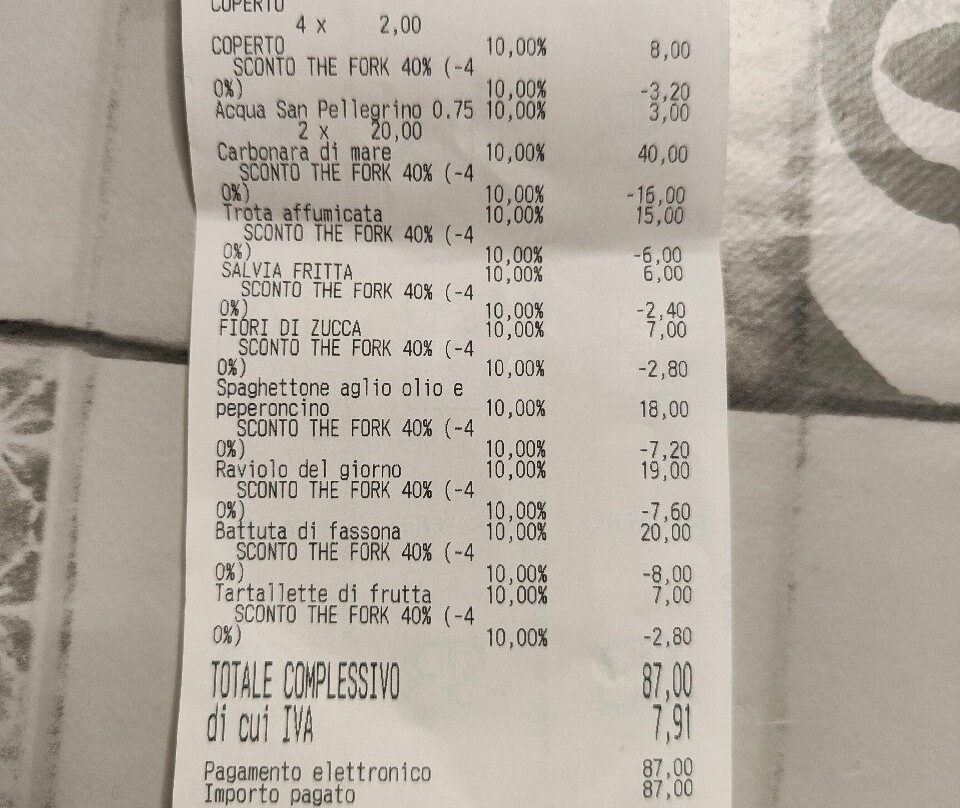 COPERTO
4 x 2,00
COPERTO 10,00% 8,00
SCONTO THE FORK 40% (-4
0%) 10,00% -3,20
Acqua San Pellegrino 0.75 10,00% 3,00
2 x 20,00
Carbonara di mare 10,00% 40,00
SCONTO THE FORK 40% (-4
0%) 10,00% -16,00
Trota affumicata 10,00% 15,00
SCONTO THE FORK 40% (-4
0%) 10,00% -6,00
SALVIA FRITTA 10,00% 6,00
SCONTO THE FORK 40% (-4
0%) 10,00% -2,40
FIORI DI ZUCCA 10,00% 7,00
SCONTO THE FORK 40% (-4
0%) 10,00% -2,80
Spaghettone aglio olio e
peperoncino 10,00% 18,00
SCONTO THE FORK 40% (-4
0%) 10,00% -7,20
Raviolo del giorno 10,00% 19,00
SCONTO THE FORK 40% (-4
0%) 10,00% -7,60
Battuta di fassona 10,00% 20,00
SCONTO THE FORK 40% (-4
0%) 10,00% -8,00
Tartallette di frutta 10,00% 7,00
SCONTO THE FORK 40% (-4
0%) 10,00% -2,80
TOTALE COMPLESSIVO 87,00
di cui IVA 7,91
Pagamento elettronico 87,00
Importo pagato 87,00